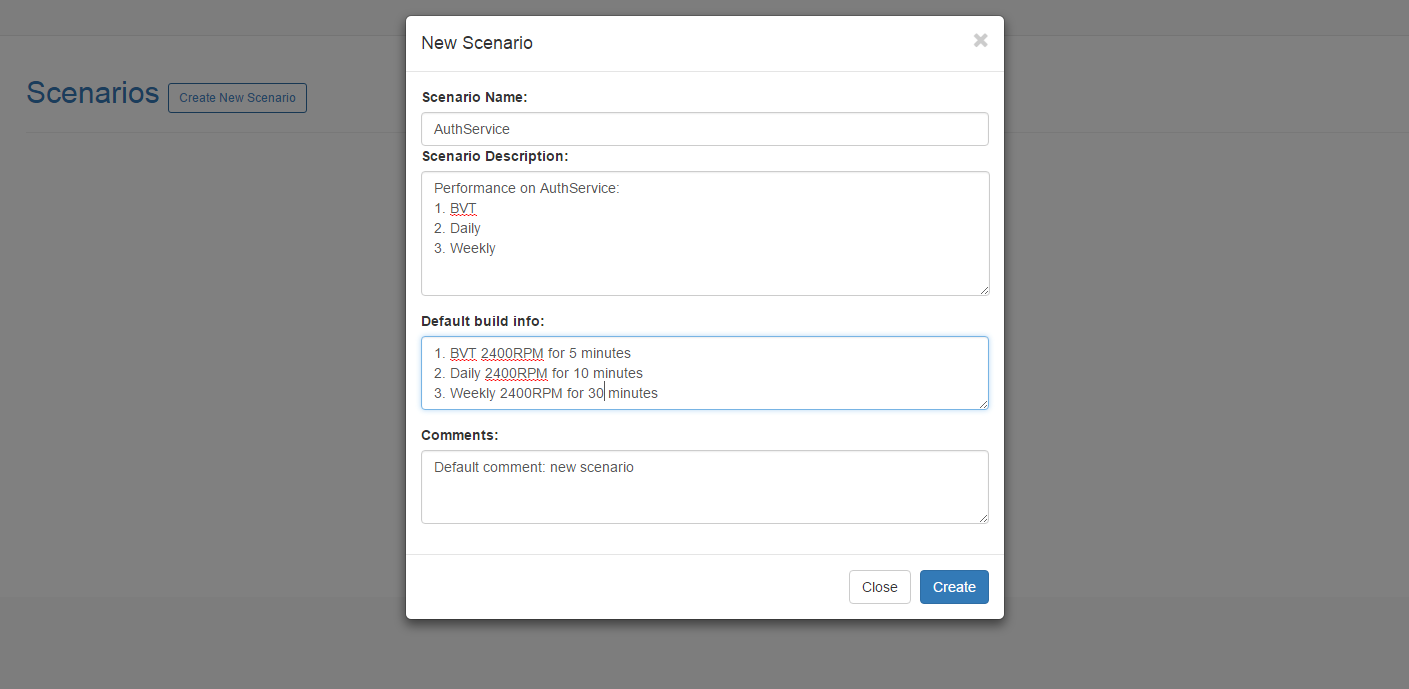 Scenarios
Create New Scenario
New Scenario
×
Scenario Name:
AuthService
Scenario Description:
Performance on AuthService:
1. BVT
2. Daily
3. Weekly
Default build info:
1. BVT 2400RPM for 5 minutes
2. Daily 2400RPM for 10 minutes
3. Weekly 2400RPM for 30 minutes
Comments:
Default comment: new scenario
Close
Create